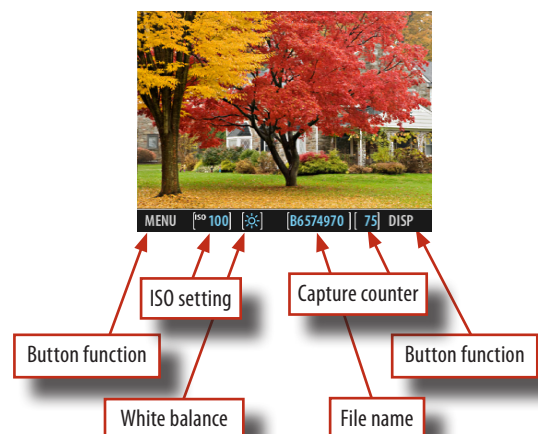 MENU [ISO 100] [☼] [B6574970 ] [ 75] DISP
ISO setting
Capture counter
Button function
Button function
White balance
File name